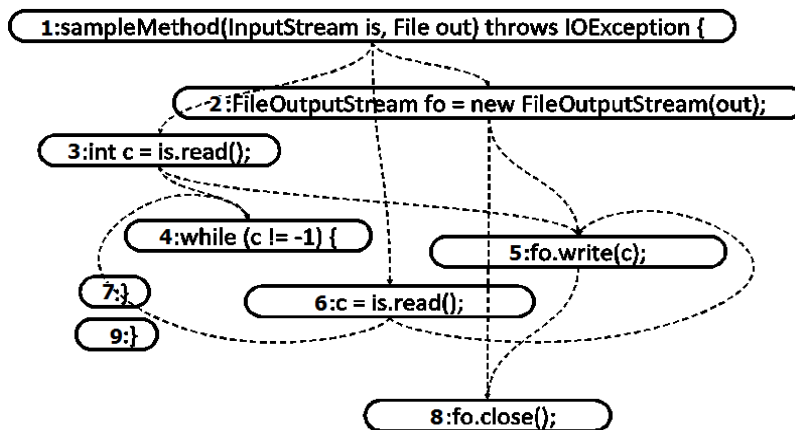 1:sampleMethod(InputStream is, File out) throws IOException {
2:FileOutputStream fo = new FileOutputStream(out);
3:int c = is.read();
4:while (c != -1) {
5:fo.write(c);
7:}
6:c = is.read();
9:}
8:fo.close();